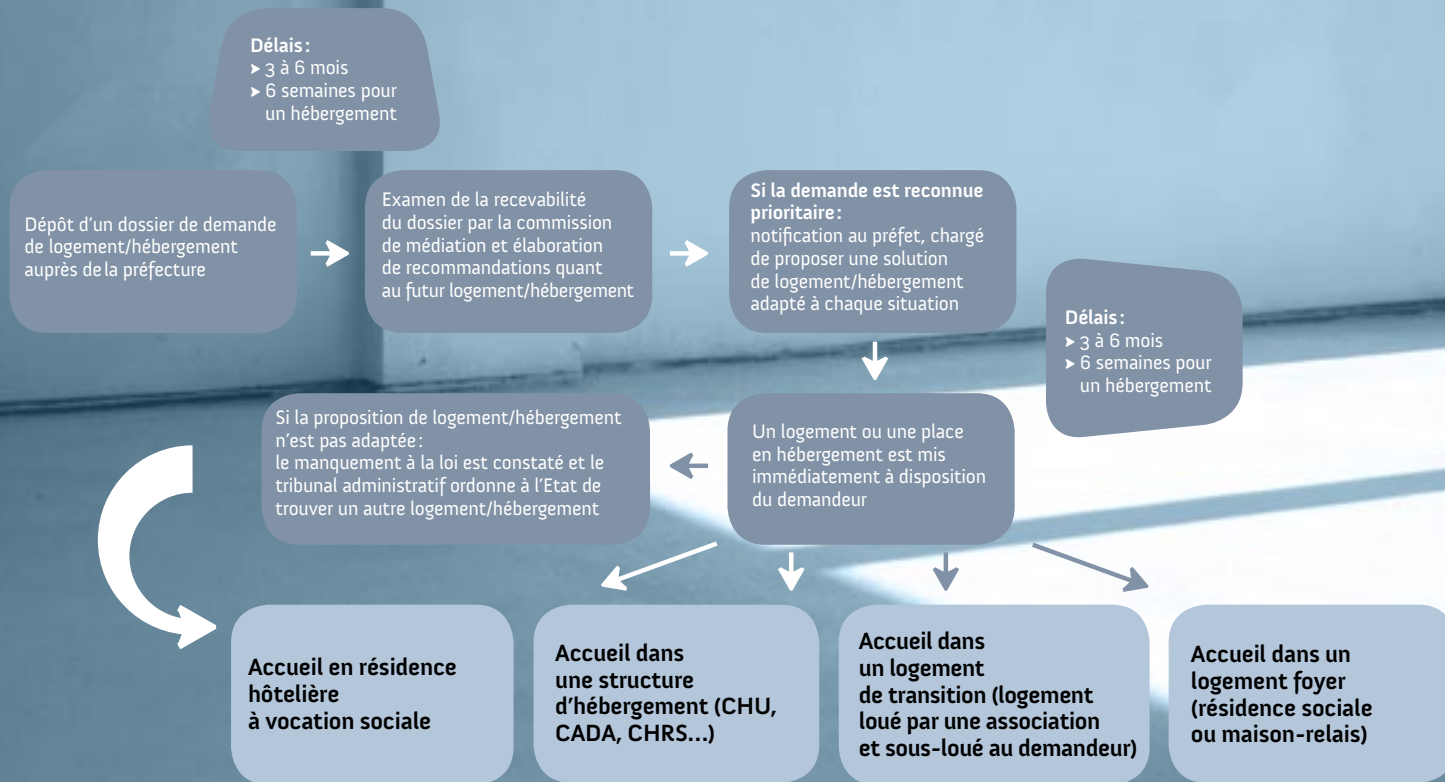 Délais :
➤ 3 à 6 mois
➤ 6 semaines pour
un hébergement
Dépôt d'un dossier de demande
de logement/hébergement
auprès de la préfecture
Examen de la recevabilité
du dossier par la commission
de médiation et élaboration
de recommandations quant
au futur logement/hébergement
Si la demande est reconnue
prioritaire :
notification au préfet, chargé
de proposer une solution
de logement/hébergement
adapté à chaque situation
Délais :
➤ 3 à 6 mois
➤ 6 semaines pour
un hébergement
Un logement ou une place
en hébergement est mis
immédiatement à disposition
du demandeur
Si la proposition de logement/hébergement
n'est pas adaptée :
le manquement à la loi est constaté et le
tribunal administratif ordonne à l'Etat de
trouver un autre logement/hébergement
Accueil en résidence
hôtelière
à vocation sociale
Accueil dans
une structure
d'hébergement (CHU,
CADA, CHRS...)
Accueil dans
un logement
de transition (logement
loué par une association
et sous-loué au demandeur)
Accueil dans un
logement foyer
(résidence sociale
ou maison-relais)